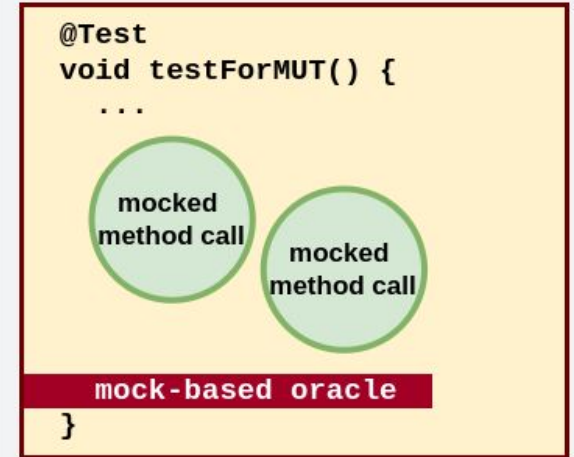 @Test
void testForMUT() {
...
mocked
method call
mocked
method call
mock-based oracle
}